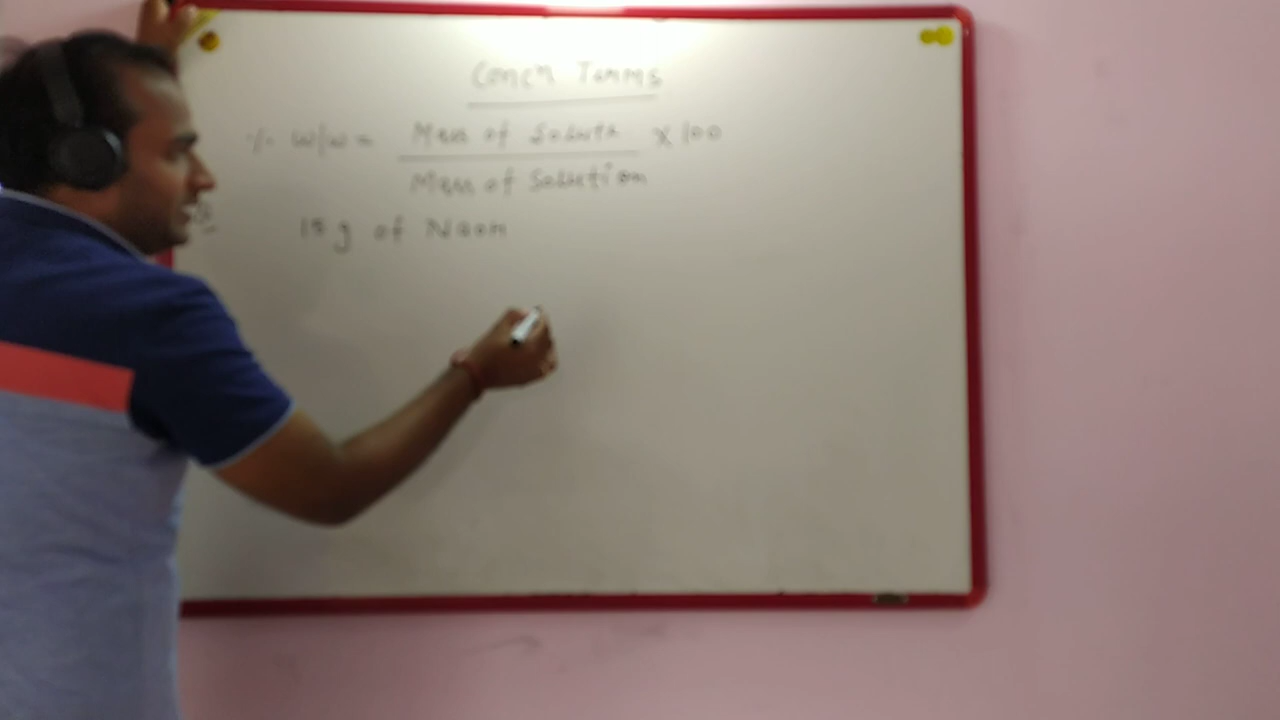 Concn Terms
% w/w = Mass of Solute × 100
Mass of Solution
15 g of NaOH